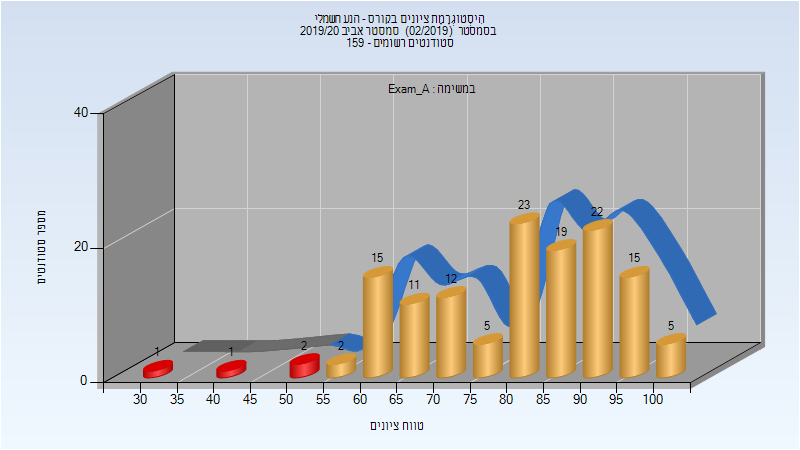 היסטוגרמת ציונים בקורס - הנע חשמלי
בסמסטר (02/2019) סמסטר אביב 2019/20
סטודנטים רשומים - 159
במשימה : Exam_A
מספר סטודנטים
40
20
0
1
1
2
2
15
11
12
5
23
19
22
15
5
30 35 40 45 50 55 60 65 70 75 80 85 90 95 100
טווח ציונים